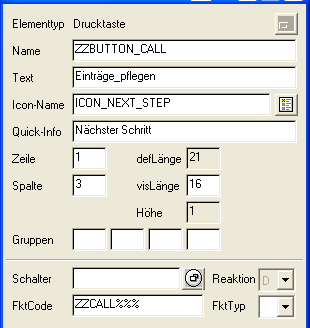 Elementtyp Drucktaste
Name ZZBUTTON_CALL
Text Einträge_pflegen
Icon-Name ICON_NEXT_STEP
Quick-Info Nächster Schritt
Zeile 1 defLänge 21
Spalte 3 visLänge 16
Höhe 1
Gruppen
Schalter Reaktion D
FktCode ZZCALL%%% FktTyp